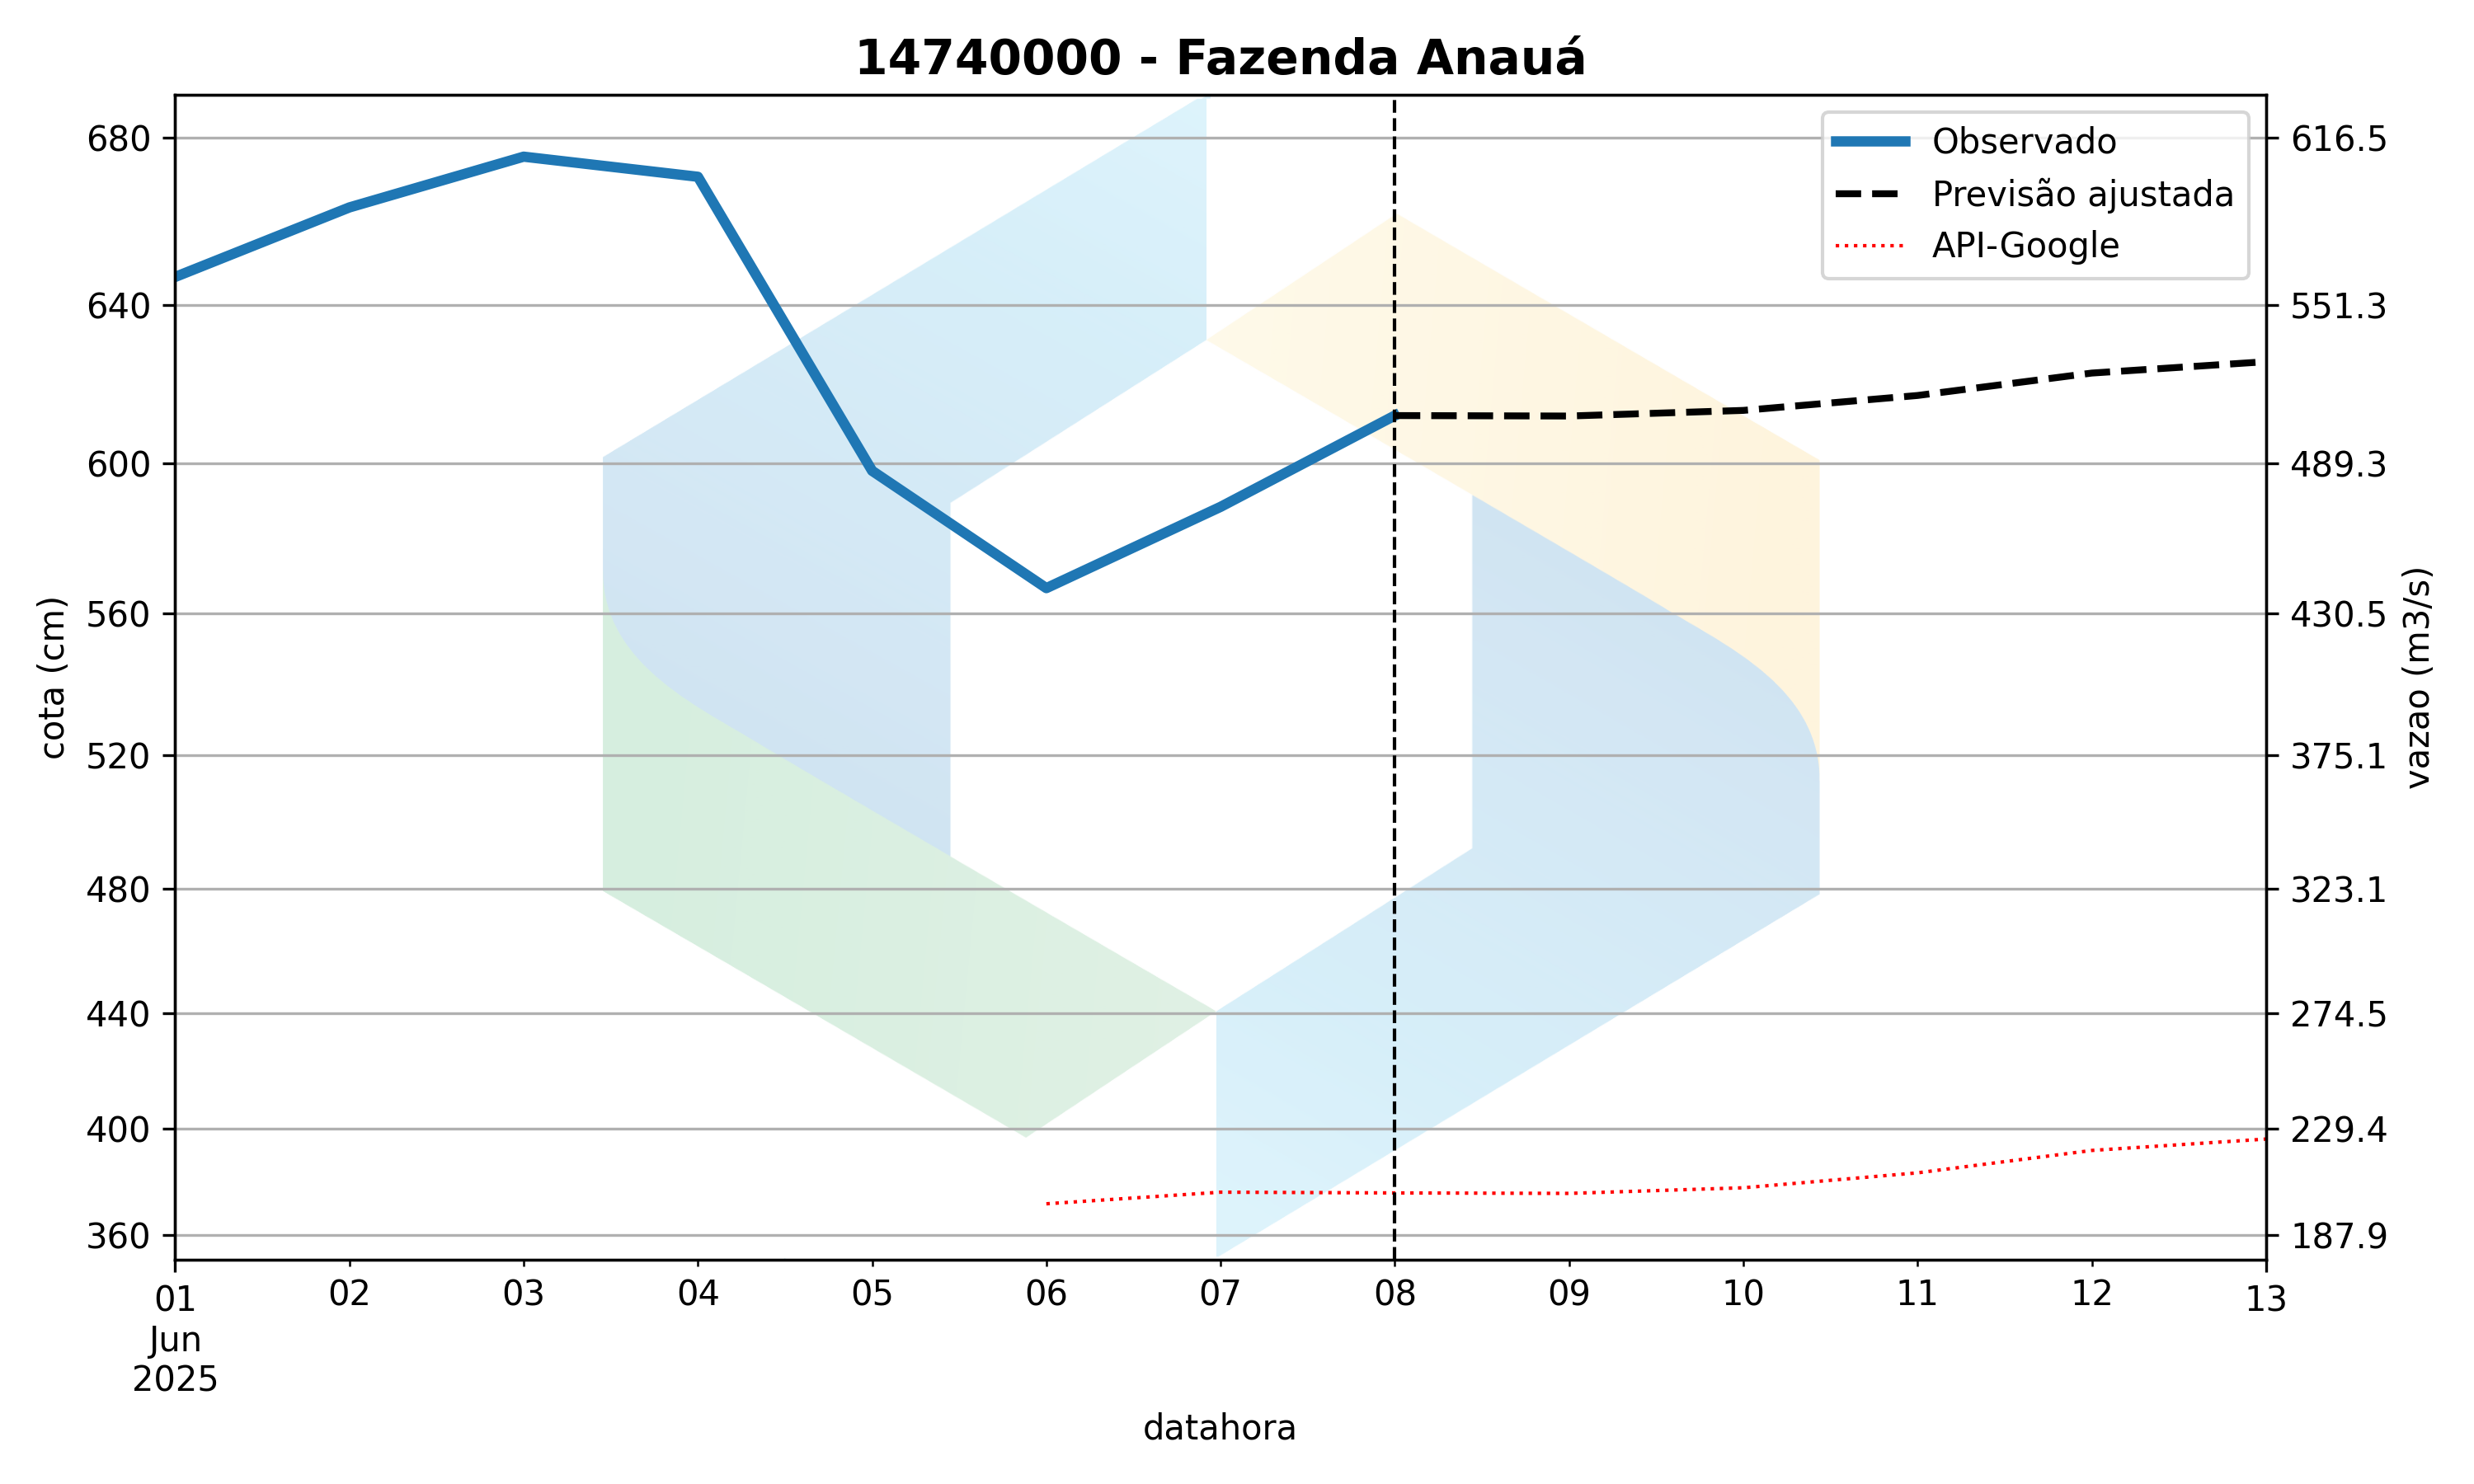 14740000 - Fazenda Anauá
Observado
Previsão ajustada
API-Google
cota (cm)
680
640
600
560
520
480
440
400
360
616.5
551.3
489.3
430.5
375.1
323.1
274.5
229.4
187.9
vazao (m3/s)
01 02 03 04 05 06 07 08 09 10 11 12 13
Jun
2025
datahora